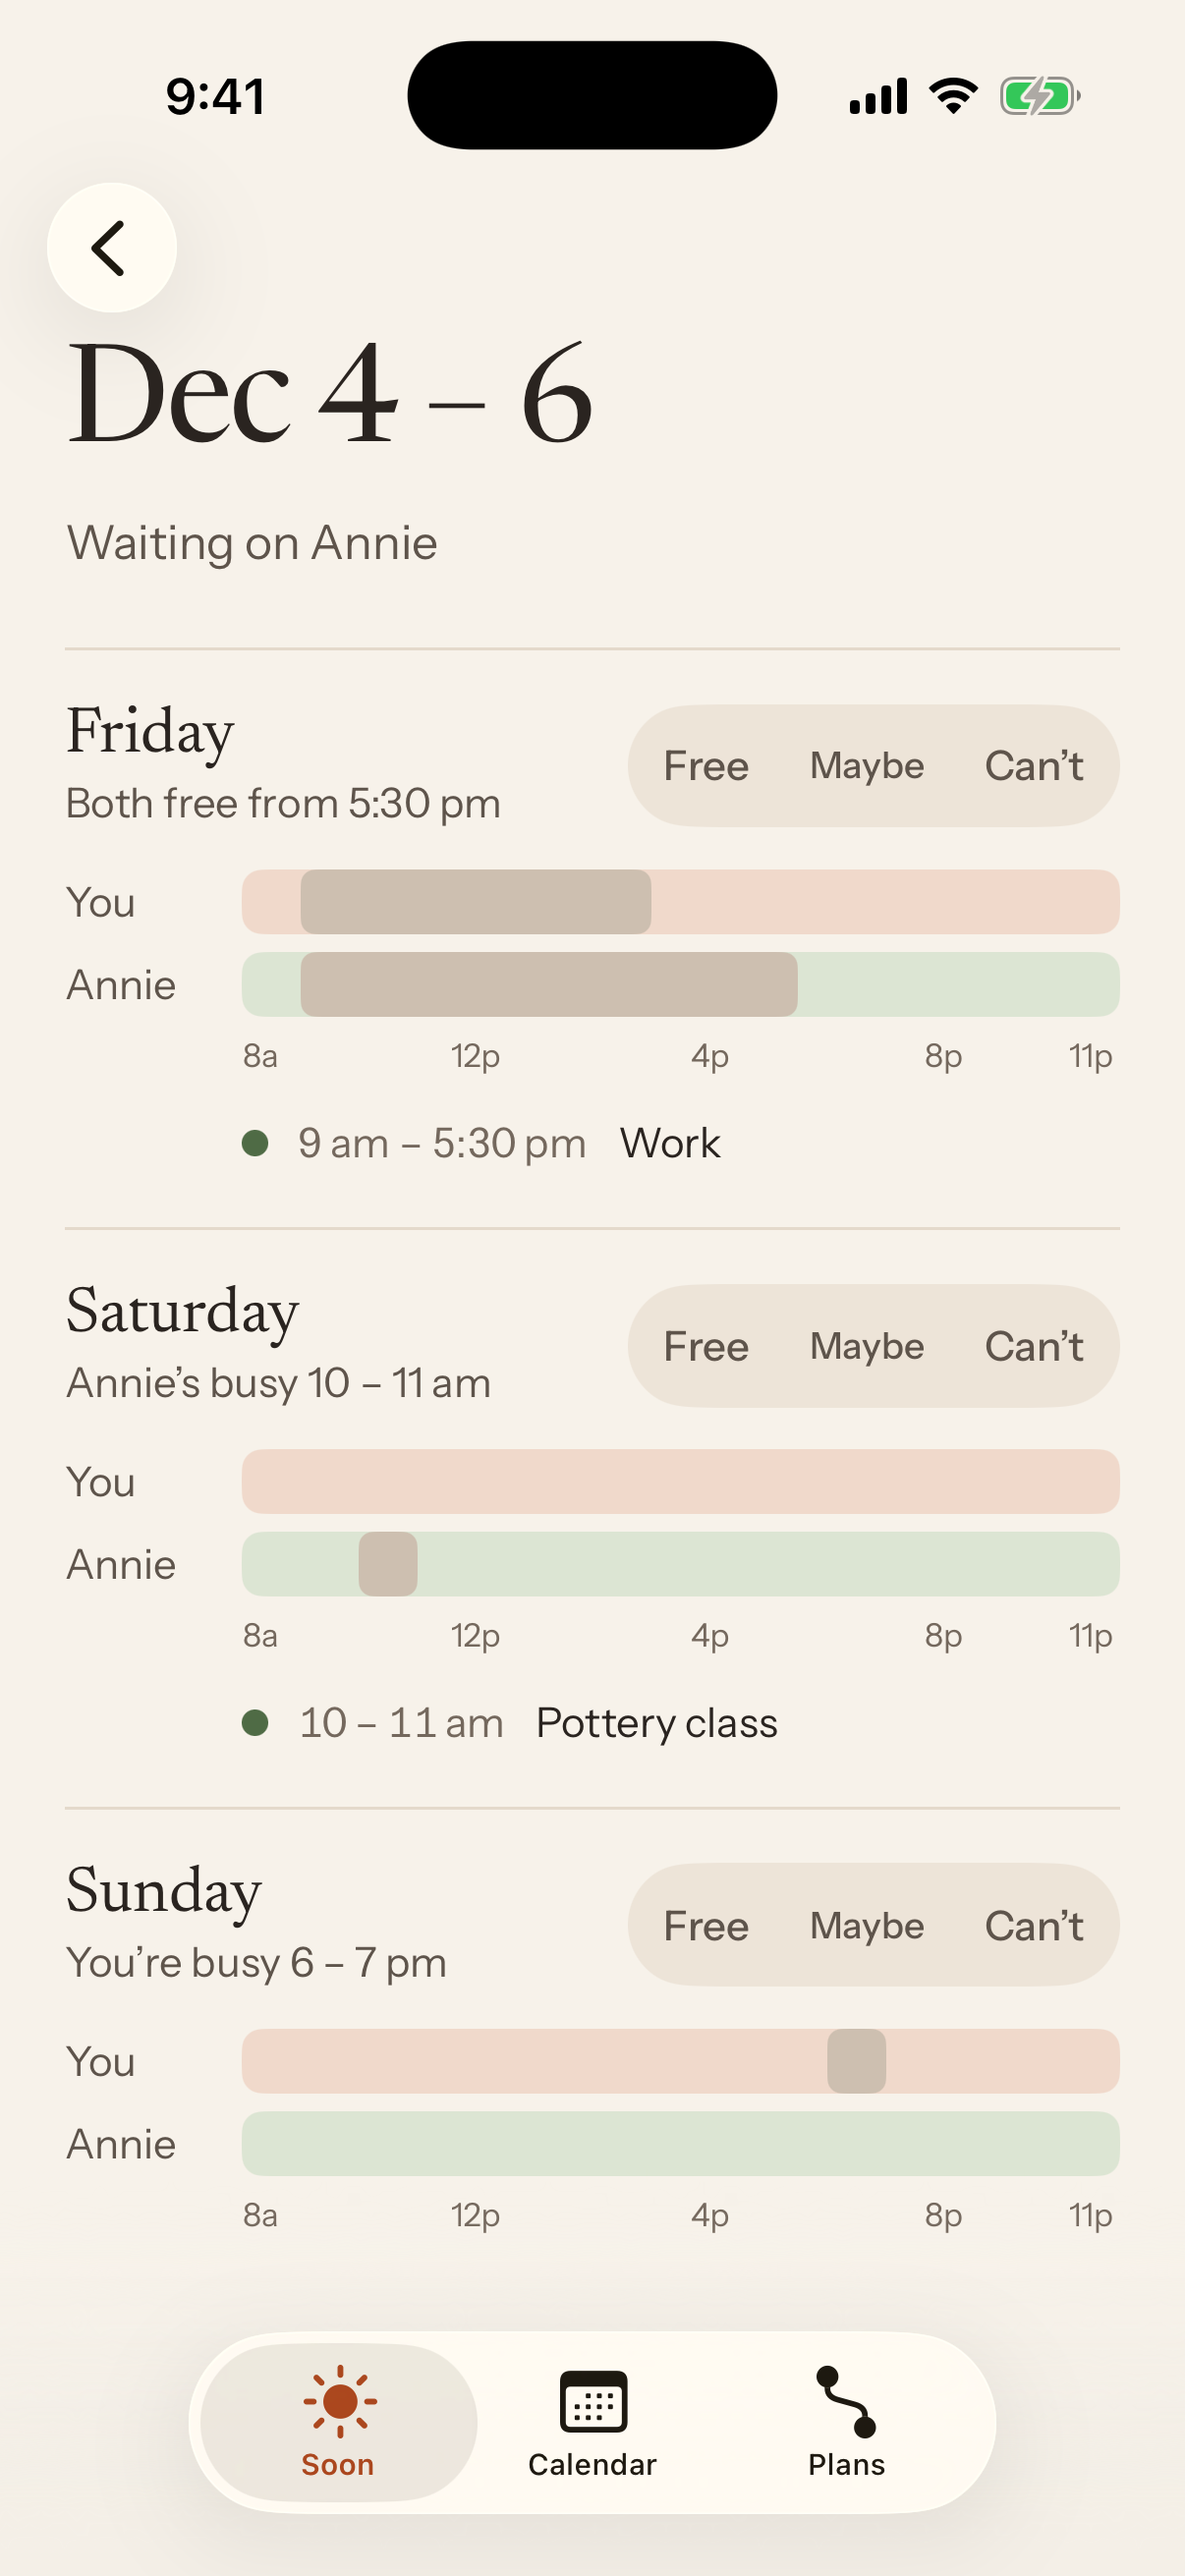 9:41
Dec 4 – 6
Waiting on Annie
Friday
Both free from 5:30 pm
Free Maybe Can’t
You
Annie
8a 12p 4p 8p 11p
9 am – 5:30 pm Work
Saturday
Annie’s busy 10 – 11 am
Free Maybe Can’t
You
Annie
8a 12p 4p 8p 11p
10 – 11 am Pottery class
Sunday
You’re busy 6 – 7 pm
Free Maybe Can’t
You
Annie
8a 12p 4p 8p 11p
Soon Calendar Plans